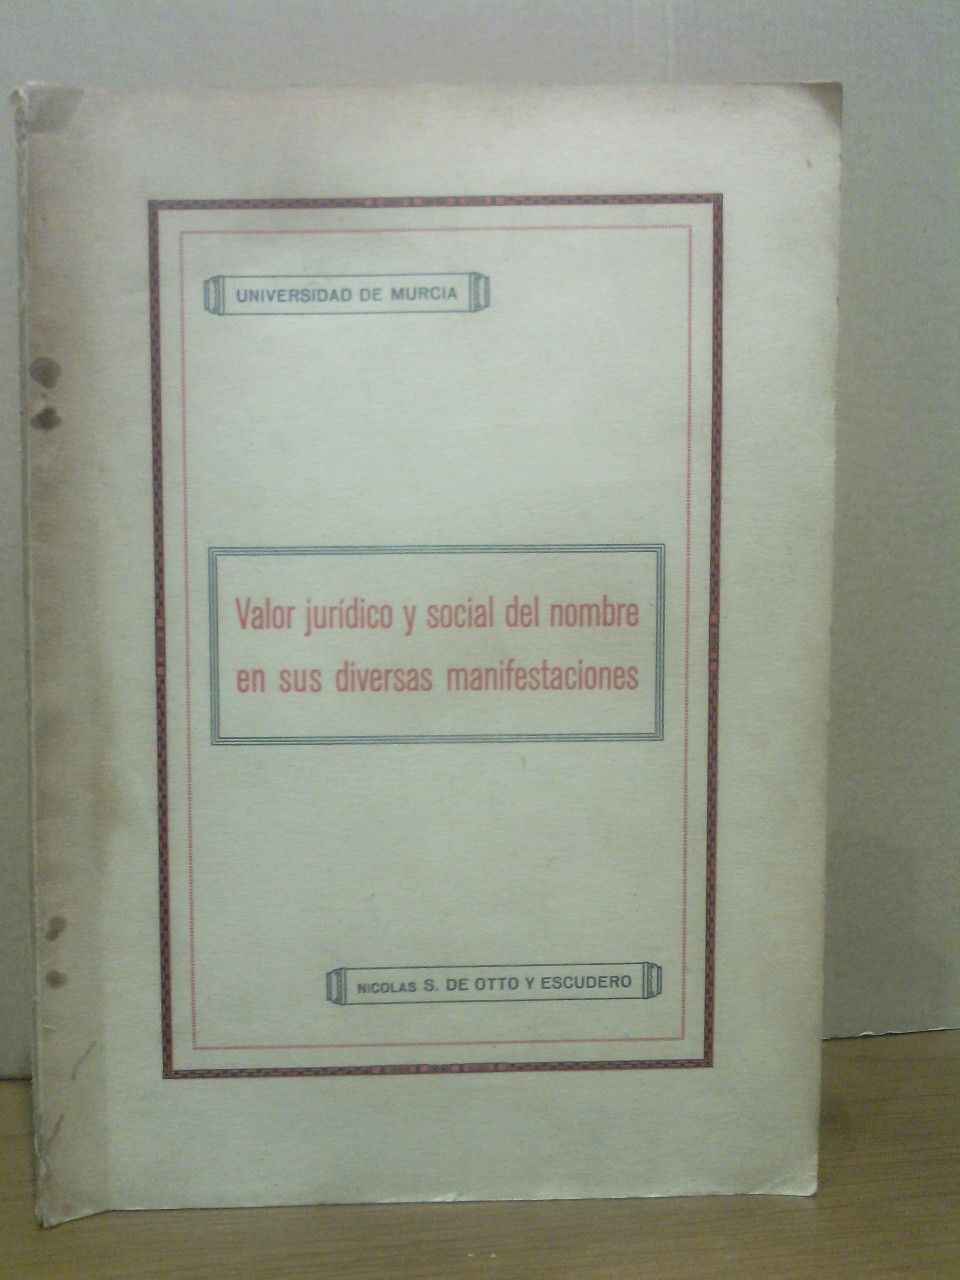 UNIVERSIDAD DE MURCIA
Valor jurídico y social del nombre
en sus diversas manifestaciones
NICOLAS S. DE OTTO Y ESCUDERO